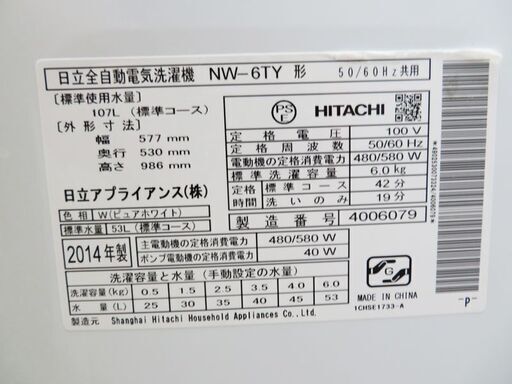 日立全自動電気洗濯機 NW-6TY 形 50/60Hz共用
[標準使用水量]
107L (標準コース)
[外形寸法]
幅 577 mm
奥行 530 mm
高さ 986 mm
日立アプライアンス(株)
色相 W(ピュアホワイト)
標準水量 53L (標準コース)
PS
E
HITACHI
定格電圧 100 V
定格周波数 50/60 Hz
電動機の定格消費電力 480/580 W
標準洗濯容量 6.0 kg
定格時間 標準コース 42分
洗いのみ 19分
製造番号 4006079
2014年製
主電動機の定格消費電力 480/580 W
ポンプ電動機の定格消費電力 40 W
洗濯容量と水量 (手動設定の水量)
洗濯容量(kg) 0.5 1.5 2.5 3.5 4.0 6.0
水量(L) 25 30 35 40 45 53
製造元 Shanghai Hitachi Household Appliances Co., Ltd.
G
MADE IN CHINA
1CHSE1733-A
-P-